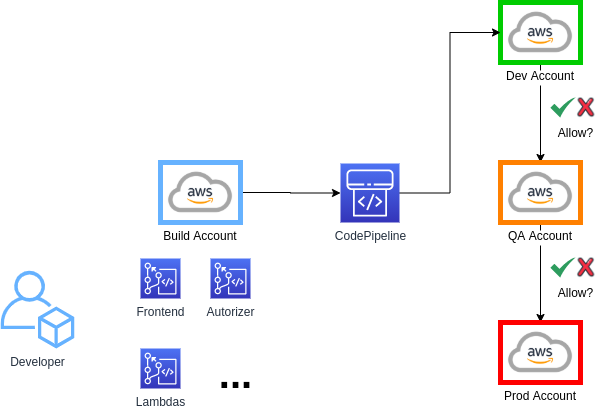 aws
Dev Account
Allow?
aws
Build Account
CodePipeline
aws
QA Account
Frontend
Autorizer
Allow?
Developer
Lambdas
...
aws
Prod Account